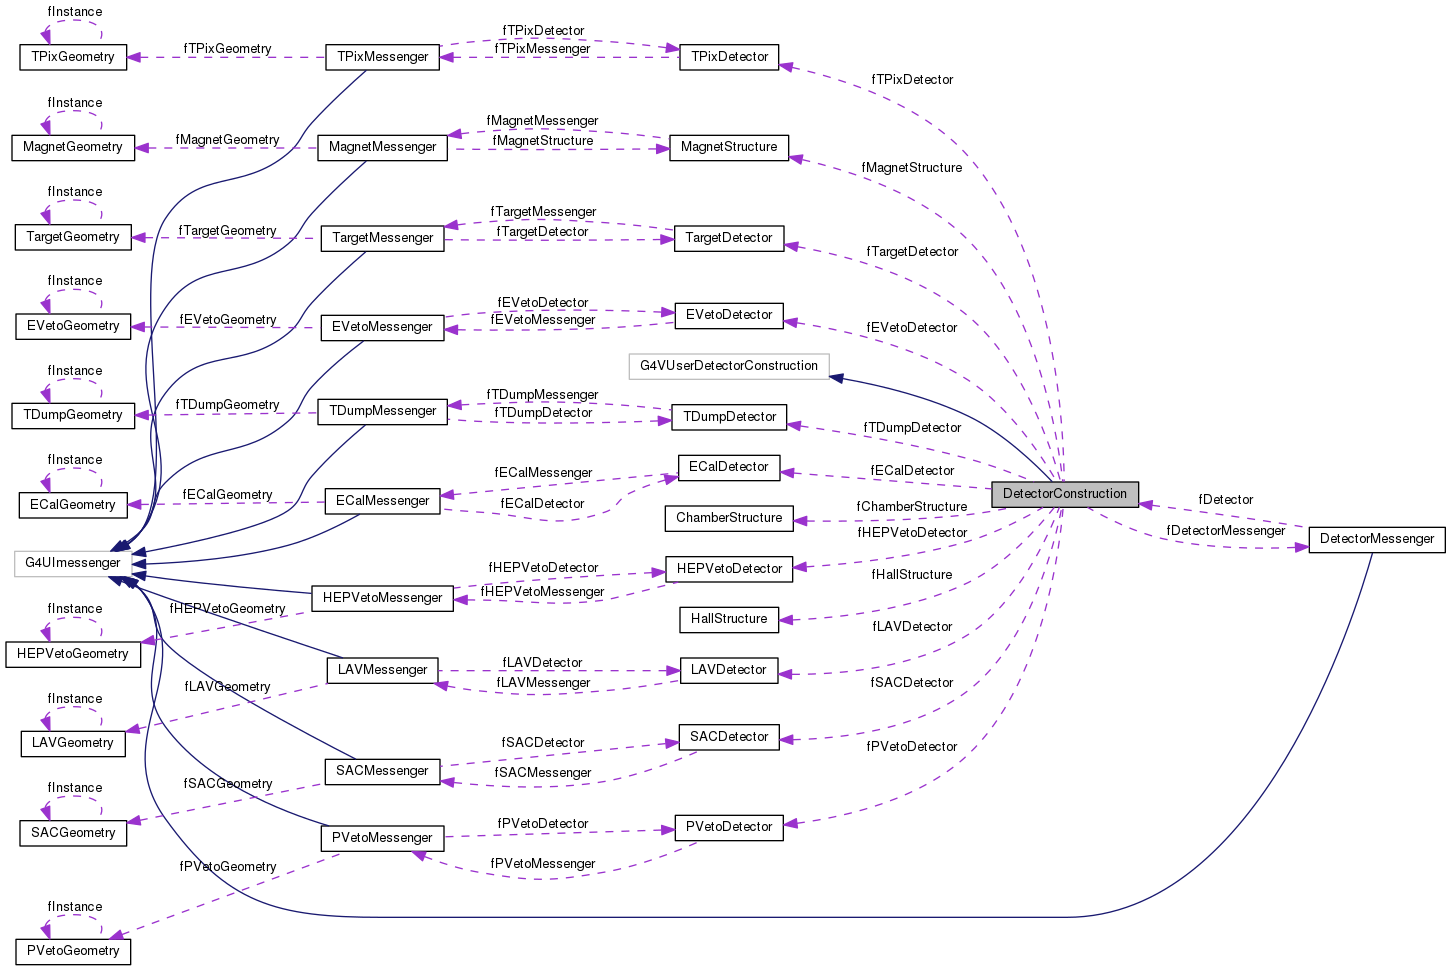 fInstance
TPixGeometry
fTPixGeometry
TPixMessenger
fTPixDetector
fTPixMessenger
TPixDetector
fTPixDetector
fInstance
MagnetGeometry
fMagnetGeometry
MagnetMessenger
fMagnetMessenger
fMagnetStructure
MagnetStructure
fMagnetStructure
fInstance
TargetGeometry
fTargetGeometry
TargetMessenger
fTargetMessenger
fTargetDetector
TargetDetector
fTargetDetector
fInstance
EVetoGeometry
fEVetoGeometry
EVetoMessenger
fEVetoDetector
fEVetoMessenger
EVetoDetector
fEVetoDetector
G4VUserDetectorConstruction
fInstance
TDumpGeometry
fTDumpGeometry
TDumpMessenger
fTDumpMessenger
fTDumpDetector
TDumpDetector
fTDumpDetector
fInstance
ECalGeometry
fECalGeometry
ECalMessenger
fECalMessenger
fECalDetector
ECalDetector
fECalDetector
DetectorConstruction
fDetector
fDetectorMessenger
DetectorMessenger
ChamberStructure
fChamberStructure
G4UImessenger
fHEPVetoDetector
fHEPVetoMessenger
HEPVetoDetector
fHEPVetoDetector
HEPVetoMessenger
fInstance
HEPVetoGeometry
fHEPVetoGeometry
HallStructure
fHallStructure
LAVMessenger
fLAVDetector
fLAVMessenger
LAVDetector
fLAVDetector
fInstance
LAVGeometry
fLAVGeometry
SACMessenger
fSACDetector
fSACMessenger
SACDetector
fSACDetector
fInstance
SACGeometry
fSACGeometry
PVetoMessenger
fPVetoDetector
fPVetoMessenger
PVetoDetector
fPVetoDetector
fPVetoGeometry
fInstance
PVetoGeometry